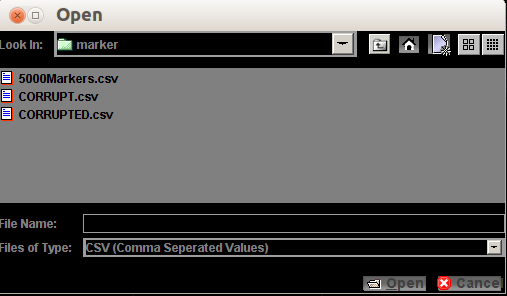 Open
Look In: marker
5000Markers.csv
CORRUPT.csv
CORRUPTED.csv
File Name:
Files of Type: CSV (Comma Seperated Values)
Open Cancel